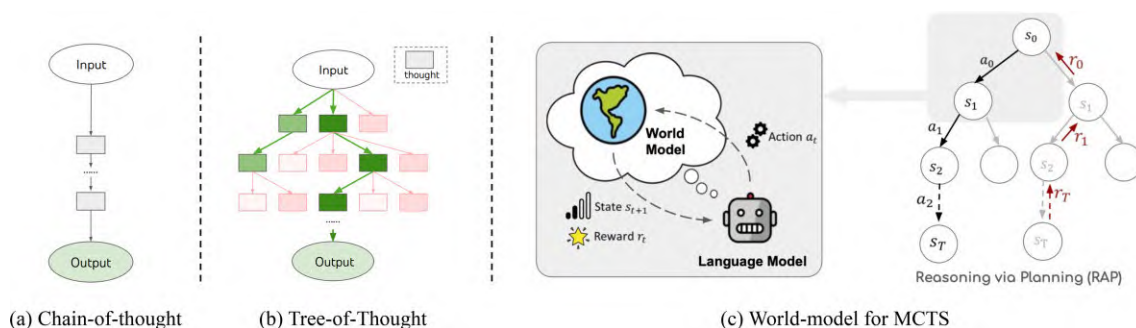 Input
......
Output
(a) Chain-of-thought
Input
thought
......
Output
(b) Tree-of-Thought
World
Model
Action a_t
State s_{t+1}
Reward r_t
Language Model
s_0
a_0
r_0
s_1
s_1
a_1
r_1
s_2
s_2
a_2
r_T
s_T
s_T
Reasoning via Planning (RAP)
(c) World-model for MCTS